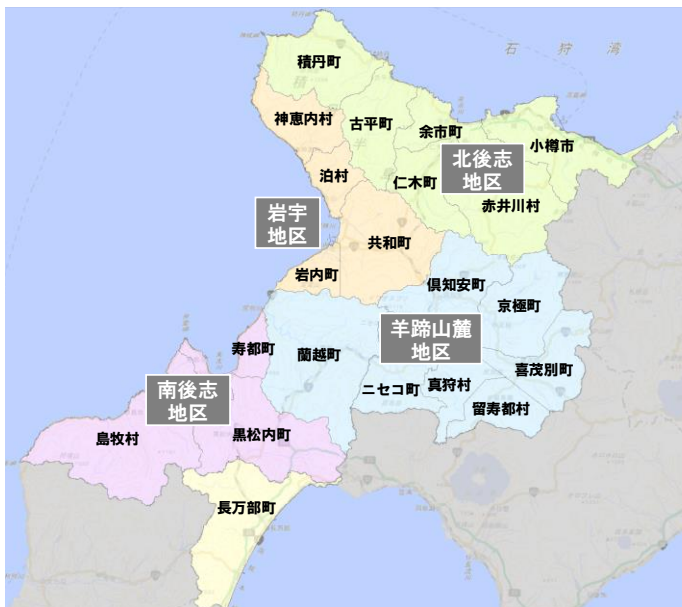 石狩湾
積丹町
神恵内村
古平町
余市町
小樽市
北後志
地区
泊村
仁木町
赤井川村
岩宇
地区
共和町
岩内町
倶知安町
京極町
羊蹄山麓
地区
寿都町
蘭越町
喜茂別町
南後志
地区
ニセコ町
真狩村
留寿都村
島牧村
黒松内町
長万部町